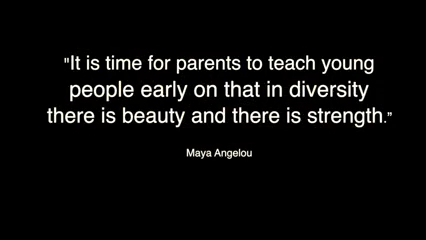 "It is time for parents to teach young
people early on that in diversity
there is beauty and there is strength.”
Maya Angelou